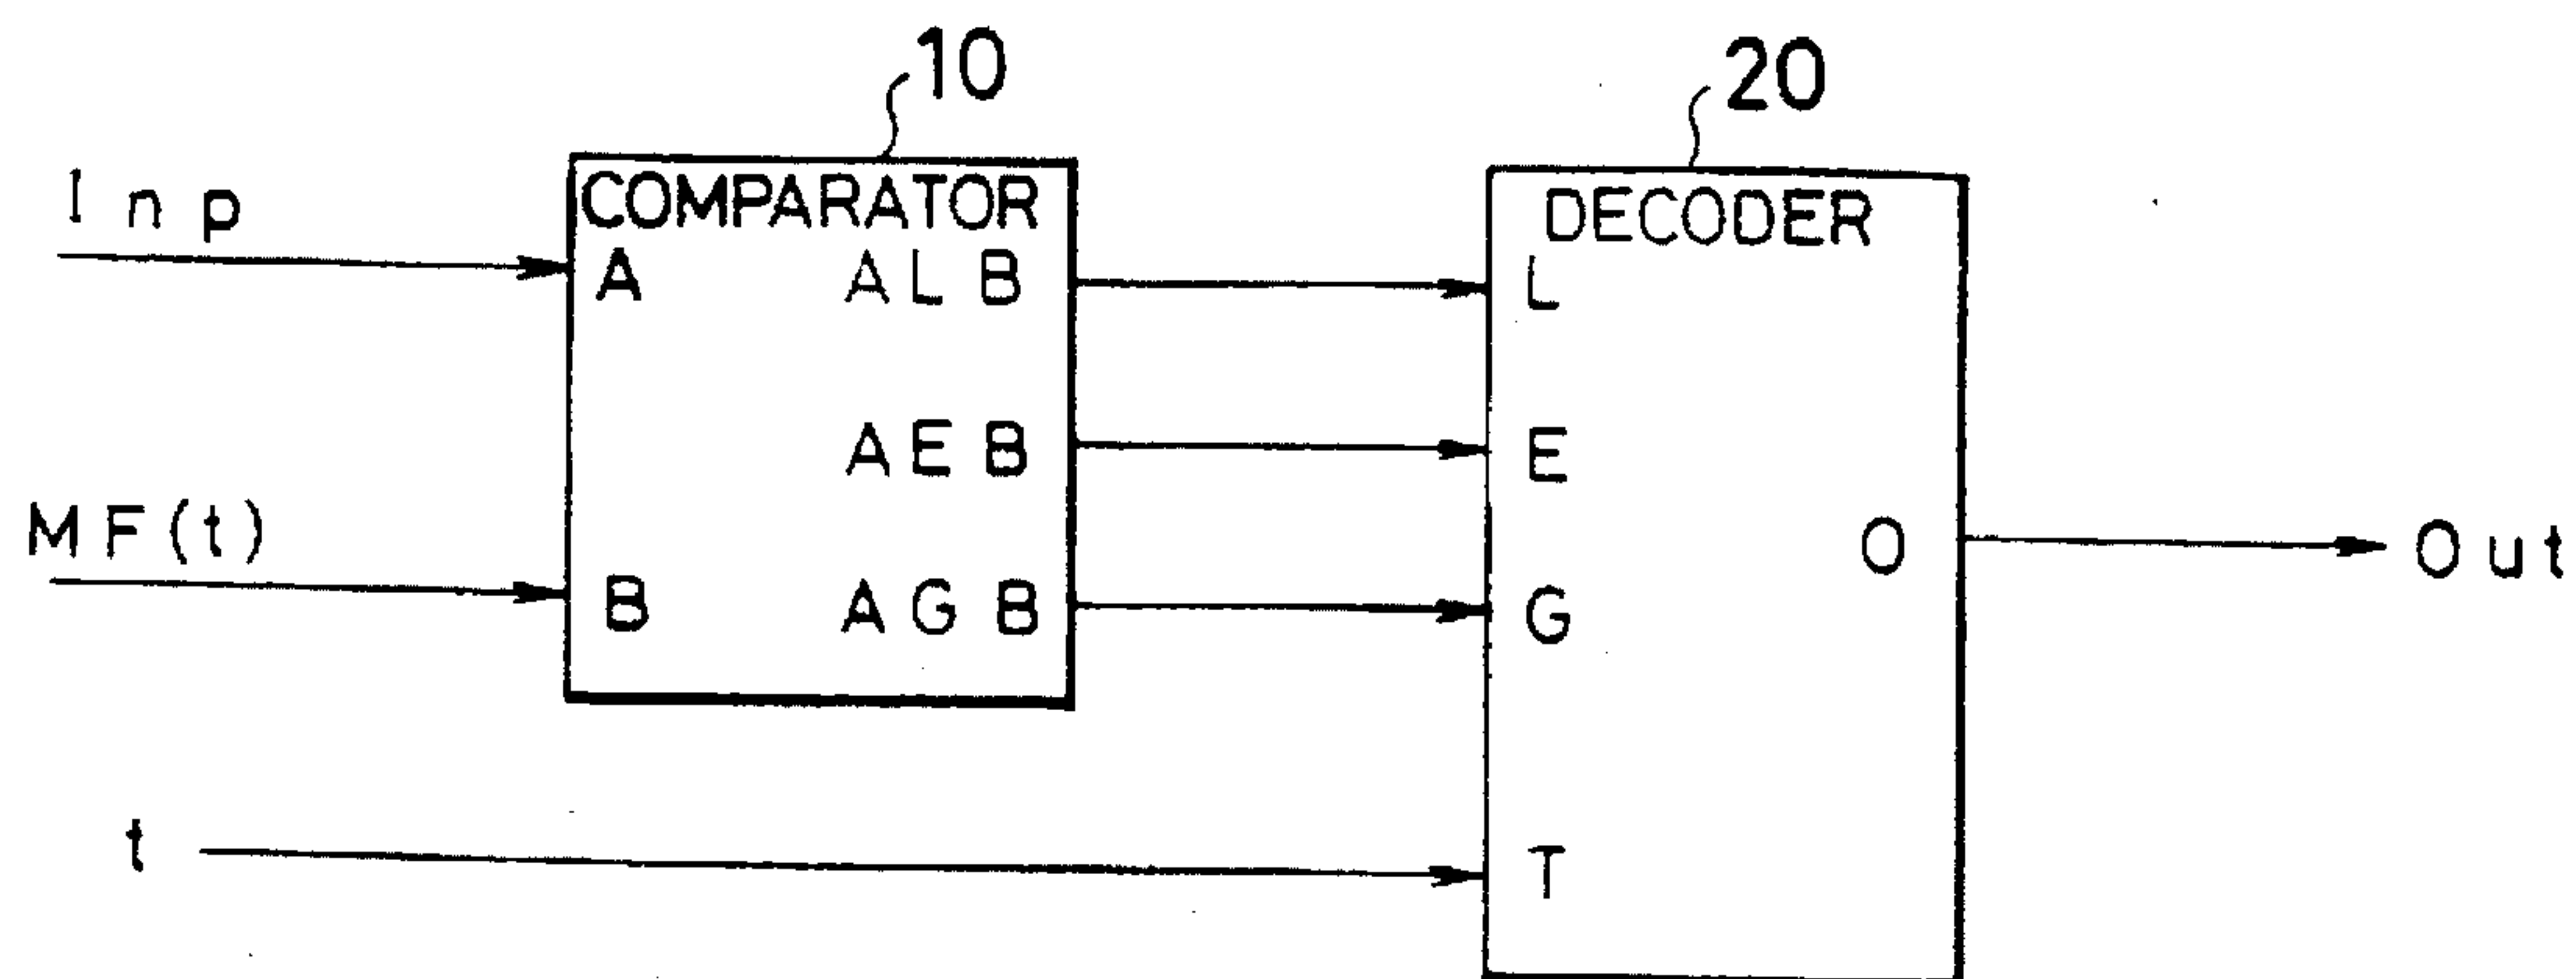 10
20
Inp
COMPARATOR
DECODER
A
ALB
L
AEB
E
MF(t)
O
Out
B
AGB
G
t
T